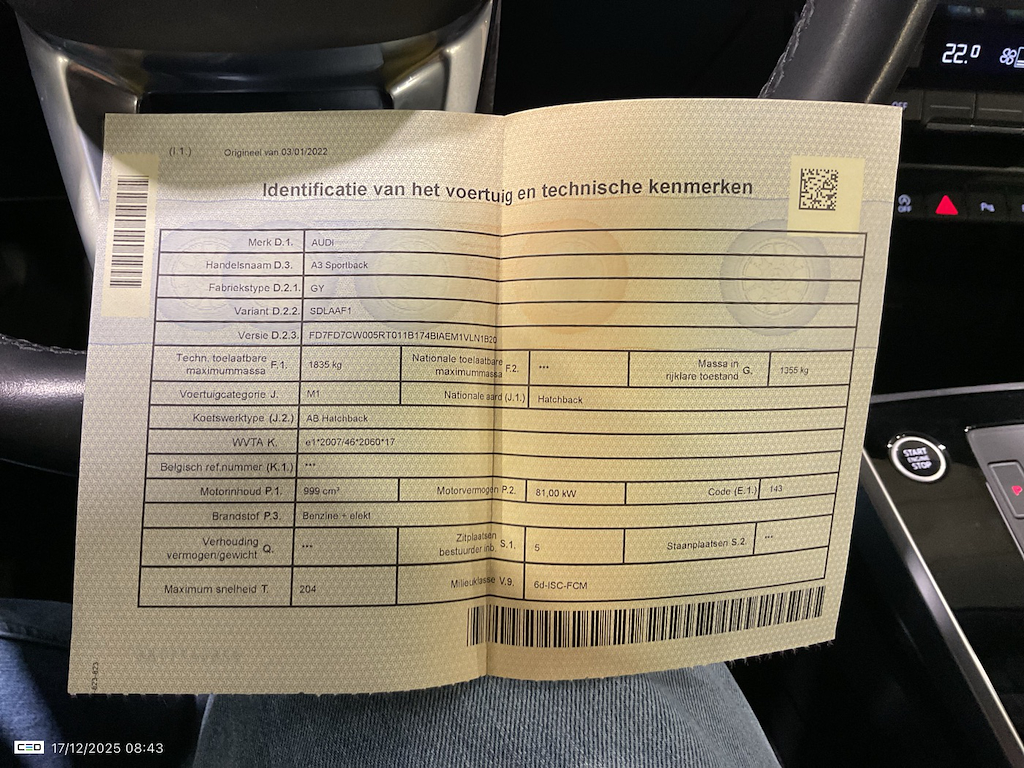 22.0
OFF
(I.1.) Origineel van 03/01/2022
Identificatie van het voertuig en technische kenmerken
Merk D.1. AUDI
Handelsnaam D.3. A3 Sportback
Fabriekstype D.2.1. GY
Variant D.2.2. SDLAAF1
Versie D.2.3. FD7FD7CW005RT011B174BIAEM1VLN1B20
Techn. toelaatbare maximummassa F.1. 1835 kg Nationale toelaatbare maximummassa F.2. *** Massa in rijklare toestand G. 1355 kg
Voertuigcategorie J. M1 Nationale aard (J.1.) Hatchback
Koetswerktype (J.2.) AB Hatchback
WVTA K. e1*2007/46*2060*17
Belgisch ref.nummer (K.1.) ***
Motorinhoud P.1. 999 cm³ Motorvermogen P.2. 81,00 kW Code (E.1.) 143
Brandstof P.3. Benzine + elekt
Verhouding vermogen/gewicht Q. *** Zitplaatsen bestuurder inb. S.1. 5 Staanplaatsen S.2. ***
Maximum snelheid T. 204 Milieuklasse V.9. 6d-ISC-FCM
OFF
START
ENGINE
STOP
CEO 17/12/2025 08:43